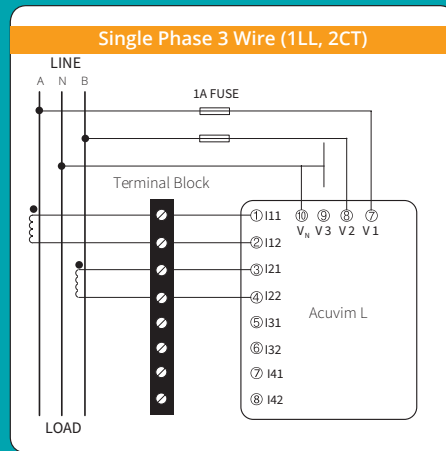 Single Phase 3 Wire (1LL, 2CT)
LINE
A N B
1A FUSE
Terminal Block
① I11 ⑩ ⑨ ⑧ ⑦
VN V3 V2 V1
② I12
③ I21
④ I22
Acuvim L
⑤ I31
⑥ I32
⑦ I41
⑧ I42
LOAD